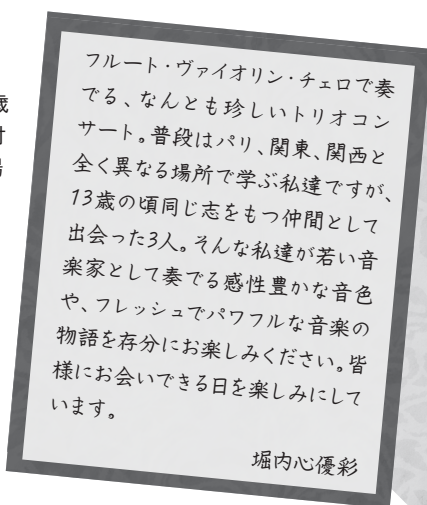 フルート・ヴァイオリン・チェロで奏
でる、なんとも珍しいトリオコン
サート。普段はパリ、関東、関西と
全く異なる場所で学ぶ私達ですが、
13歳の頃同じ志をもつ仲間として
出会った3人。そんな私達が若い音
楽家として奏でる感性豊かな音色
や、フレッシュでパワフルな音楽の
物語を存分にお楽しみください。皆
様にお会いできる日を楽しみにして
います。
堀内心優彩
歳